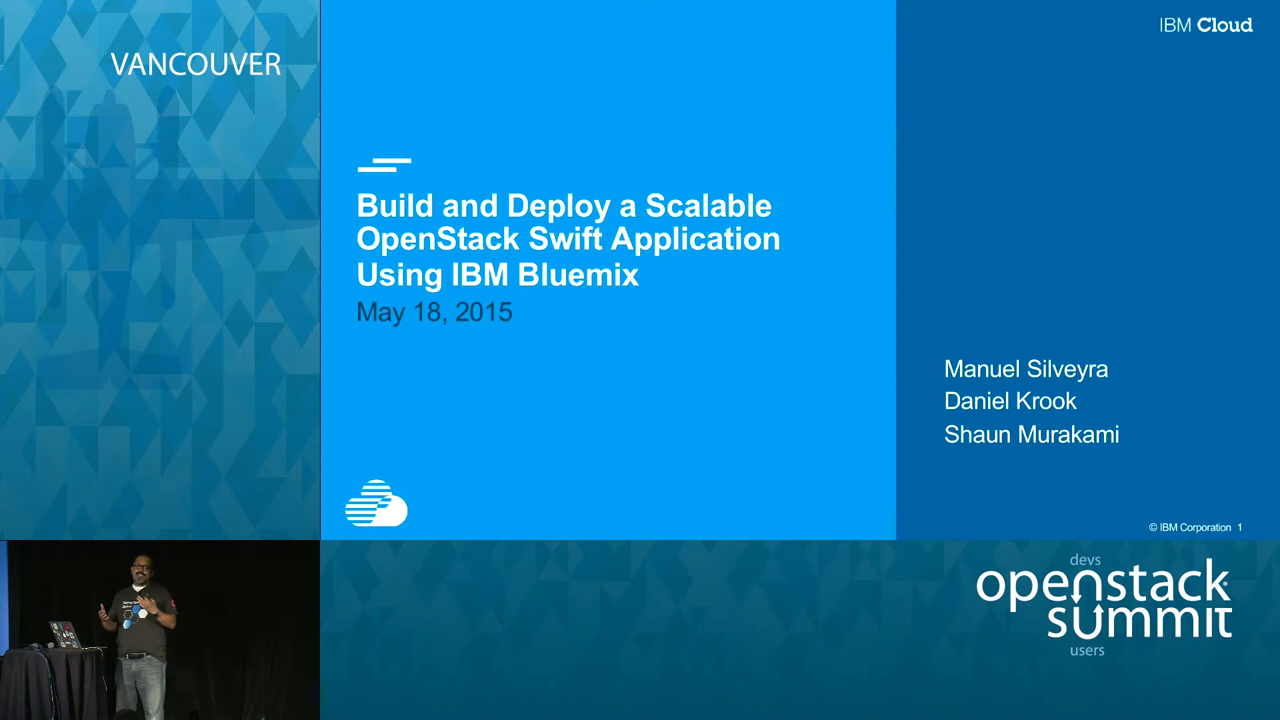 VANCOUVER
IBM Cloud
Build and Deploy a Scalable
OpenStack Swift Application
Using IBM Bluemix
May 18, 2015
Manuel Silveyra
Daniel Krook
Shaun Murakami
© IBM Corporation 1
devs
openstack
summit
users